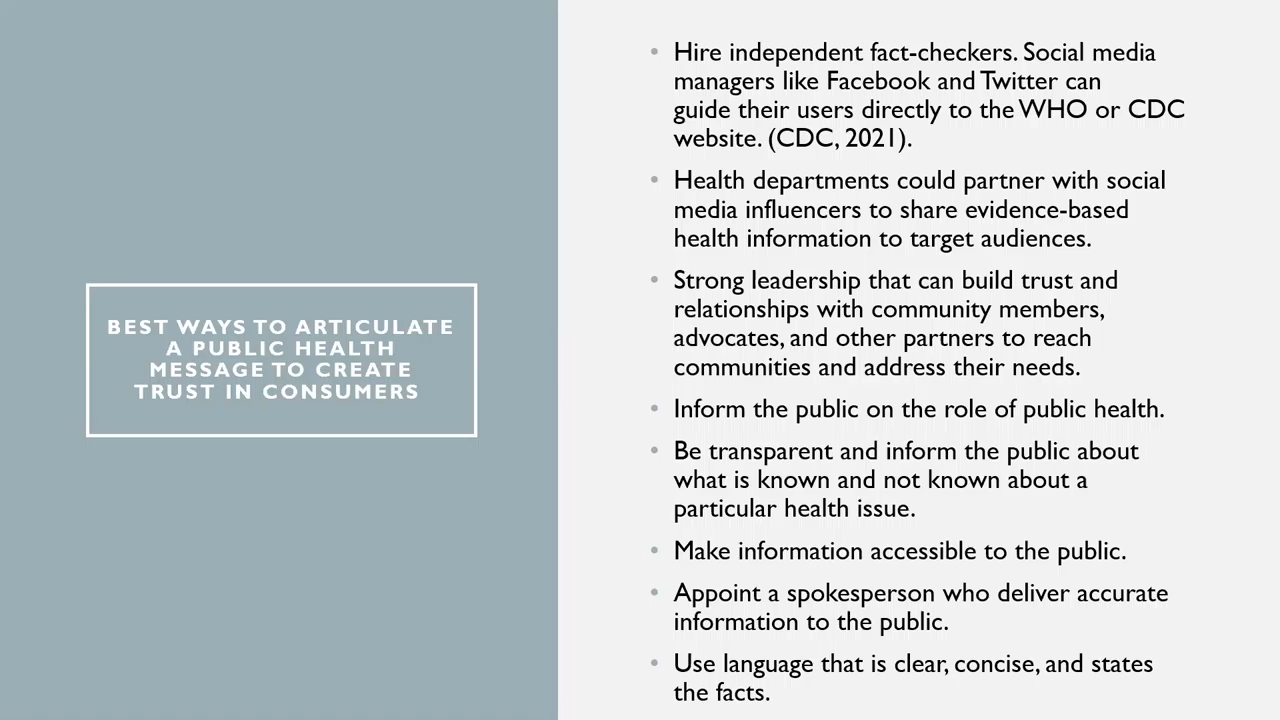 BEST WAYS TO ARTICULATE
A PUBLIC HEALTH
MESSAGE TO CREATE
TRUST IN CONSUMERS
• Hire independent fact-checkers. Social media
managers like Facebook and Twitter can
guide their users directly to the WHO or CDC
website. (CDC, 2021).
• Health departments could partner with social
media influencers to share evidence-based
health information to target audiences.
• Strong leadership that can build trust and
relationships with community members,
advocates, and other partners to reach
communities and address their needs.
• Inform the public on the role of public health.
• Be transparent and inform the public about
what is known and not known about a
particular health issue.
• Make information accessible to the public.
• Appoint a spokesperson who deliver accurate
information to the public.
• Use language that is clear, concise, and states
the facts.